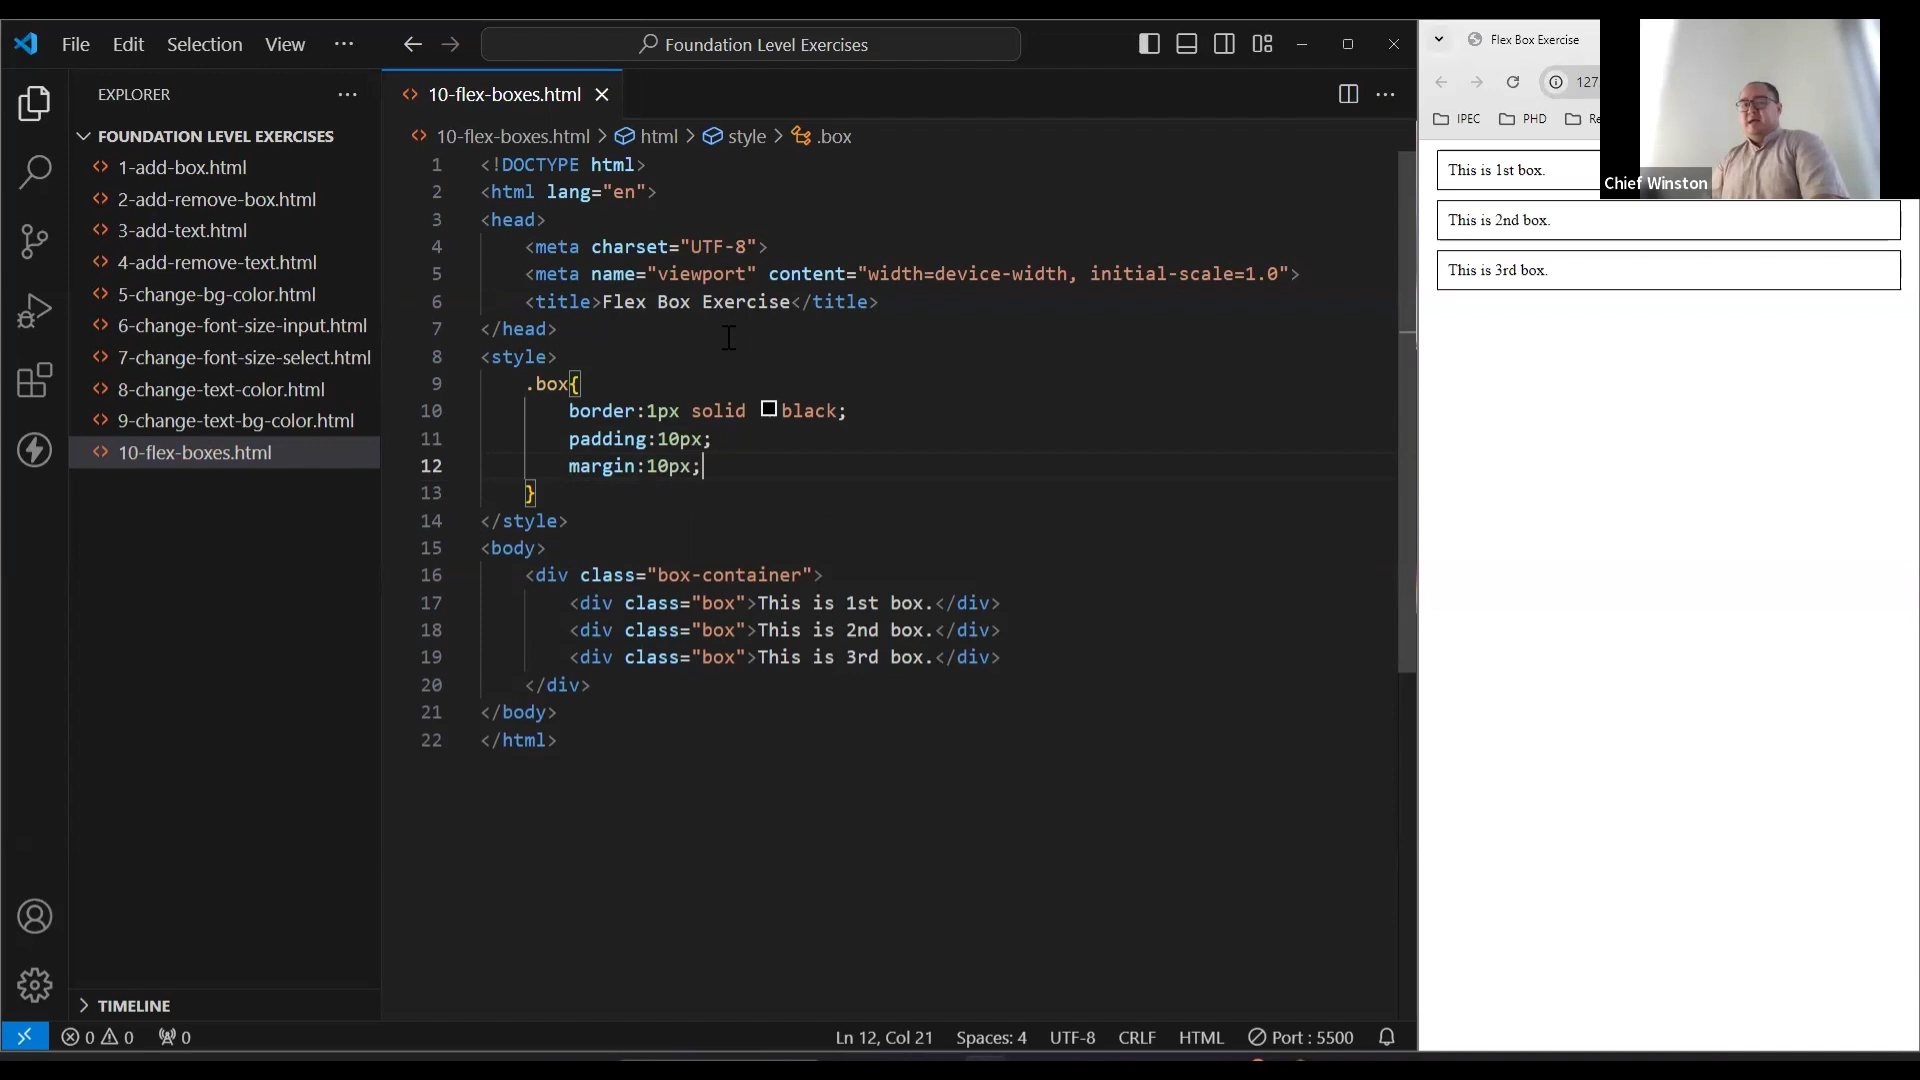 File Edit Selection View ··· Foundation Level Exercises
EXPLORER ···
FOUNDATION LEVEL EXERCISES
1-add-box.html
2-add-remove-box.html
3-add-text.html
4-add-remove-text.html
5-change-bg-color.html
6-change-font-size-input.html
7-change-font-size-select.html
8-change-text-color.html
9-change-text-bg-color.html
10-flex-boxes.html
TIMELINE
10-flex-boxes.html
10-flex-boxes.html > html > style > .box
1 <!DOCTYPE html>
2 <html lang="en">
3 <head>
4 <meta charset="UTF-8">
5 <meta name="viewport" content="width=device-width, initial-scale=1.0">
6 <title>Flex Box Exercise</title>
7 </head>
8 <style>
9 .box{
10 border:1px solid black;
11 padding:10px;
12 margin:10px;
13 }
14 </style>
15 <body>
16 <div class="box-container">
17 <div class="box">This is 1st box.</div>
18 <div class="box">This is 2nd box.</div>
19 <div class="box">This is 3rd box.</div>
20 </div>
21 </body>
22 </html>
0 0 0 Ln 12, Col 21 Spaces: 4 UTF-8 CRLF HTML Port : 5500
Flex Box Exercise
127
IPEC PHD Re
This is 1st box.
This is 2nd box.
This is 3rd box.
Chief Winston